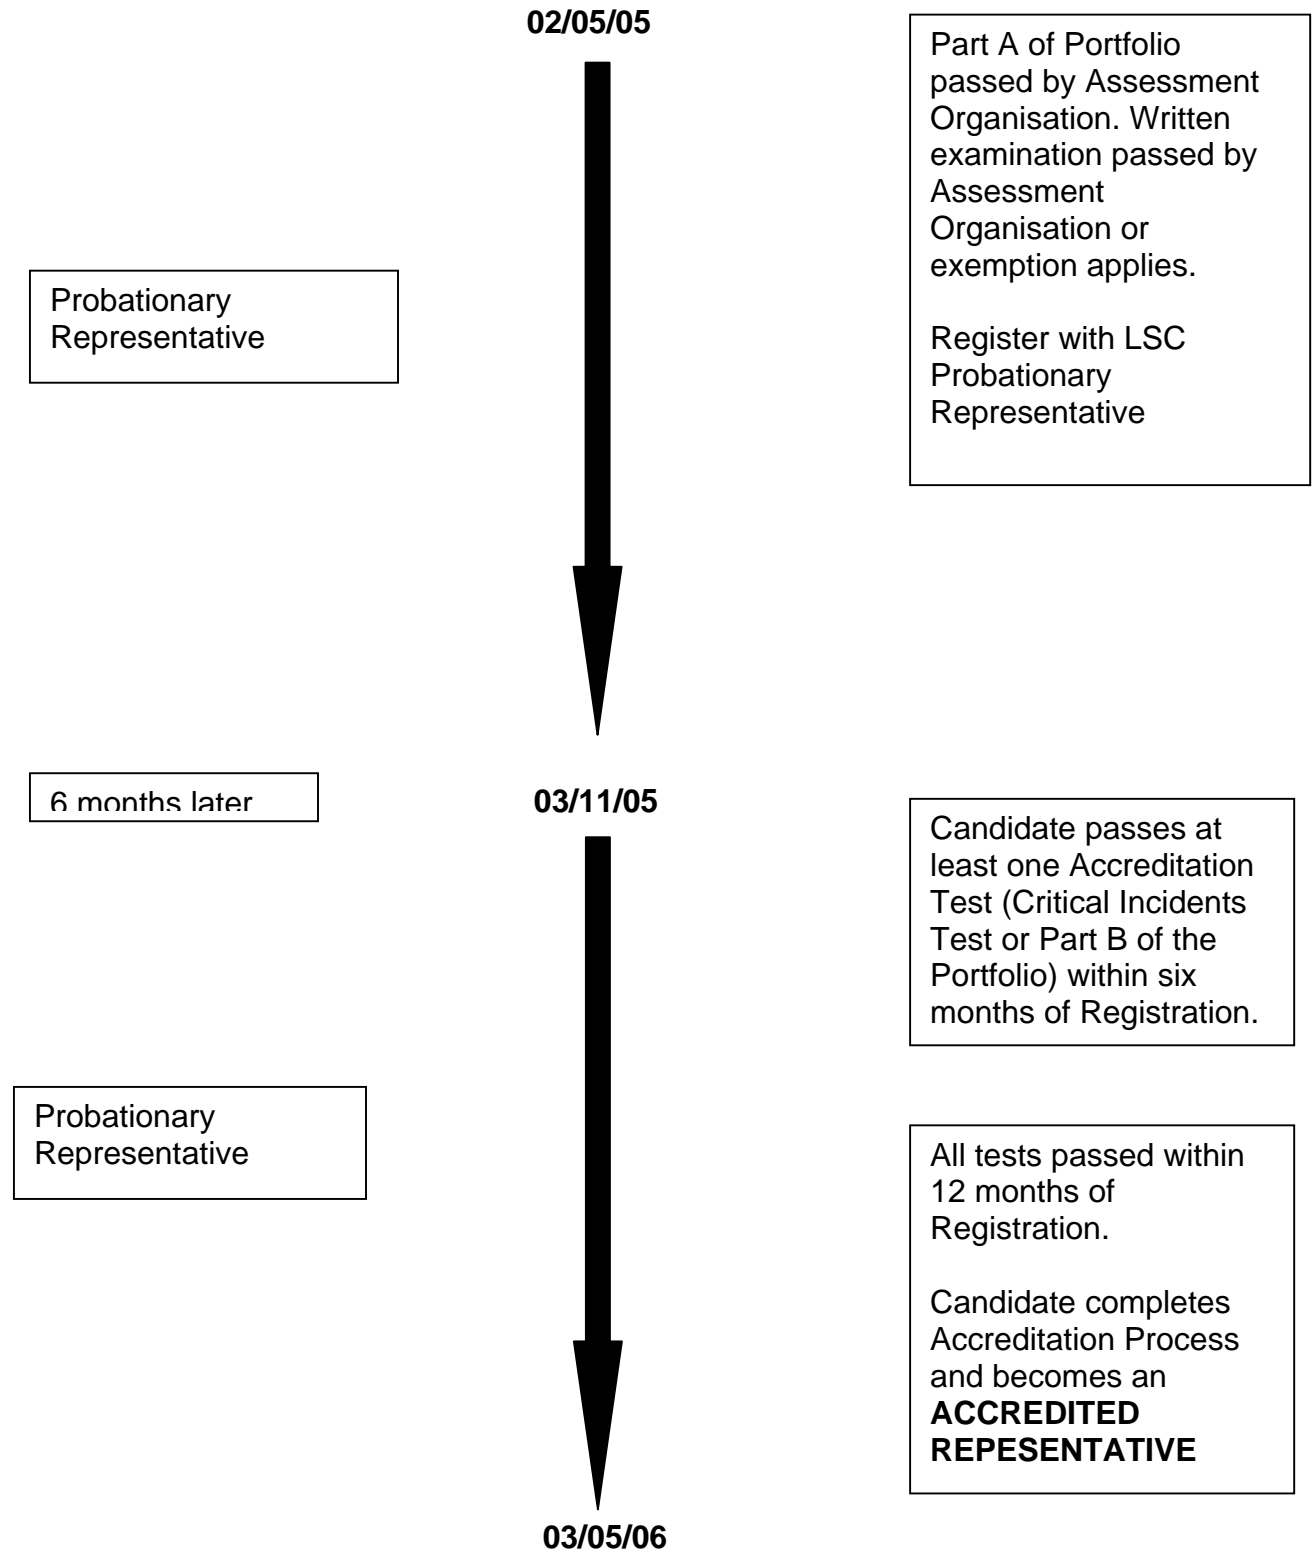 02/05/05
Part A of Portfolio
passed by Assessment
Organisation. Written
examination passed by
Assessment
Organisation or
exemption applies.
Register with LSC
Probationary
Representative
Probationary
Representative
6 months later
03/11/05
Candidate passes at
least one Accreditation
Test (Critical Incidents
Test or Part B of the
Portfolio) within six
months of Registration.
Probationary
Representative
All tests passed within
12 months of
Registration.
Candidate completes
Accreditation Process
and becomes an
ACCREDITED
REPESENTATIVE
03/05/06